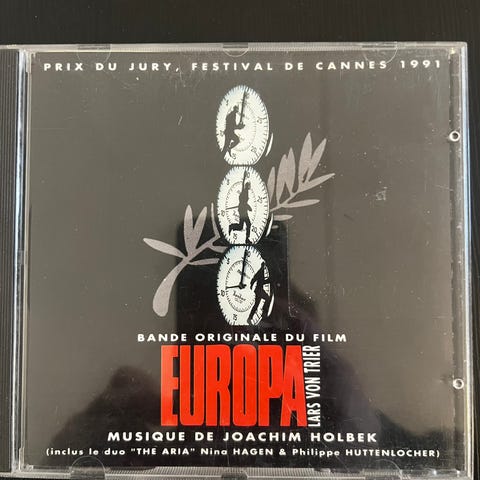 PRIX DU JURY, FESTIVAL DE CANNES 1991
BANDE ORIGINALE DU FILM
EUROPA
LARS VON TRIER
MUSIQUE DE JOACHIM HOLBEK
(inclus le duo "THE ARIA" Nina HAGEN & Philippe HUTTENLOCHER)